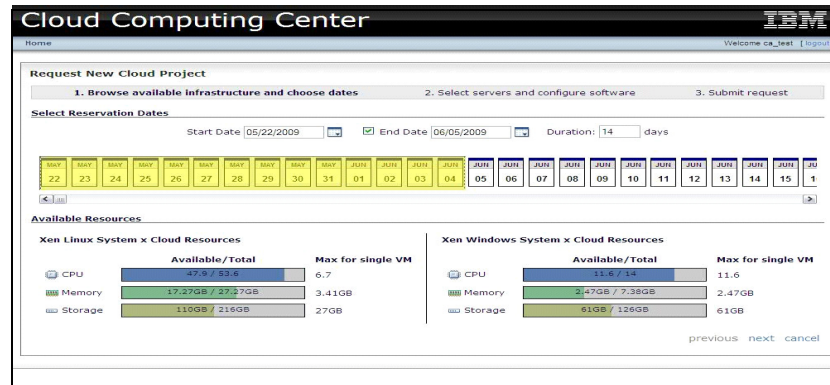 Cloud Computing Center IBM
Home Welcome ca_test [logout
Request New Cloud Project
1. Browse available infrastructure and choose dates 2. Select servers and configure software 3. Submit request
Select Reservation Dates
Start Date 05/22/2009 End Date 06/05/2009 Duration: 14 days
MAY MAY MAY MAY MAY MAY MAY MAY MAY MAY JUN JUN JUN JUN JUN JUN JUN JUN JUN JUN JUN JUN JUN JUN JUN JU
22 23 24 25 26 27 28 29 30 31 01 02 03 04 05 06 07 08 09 10 11 12 13 14 15 1
Available Resources
Xen Linux System x Cloud Resources
Available/Total Max for single VM
CPU 47.9 / 53.6 6.7
Memory 17.27GB / 27.27GB 3.41GB
Storage 110GB / 216GB 27GB
Xen Windows System x Cloud Resources
Available/Total Max for single VM
CPU 11.6 / 14 11.6
Memory 2.47GB / 7.38GB 2.47GB
Storage 61GB / 126GB 61GB
previous next cancel